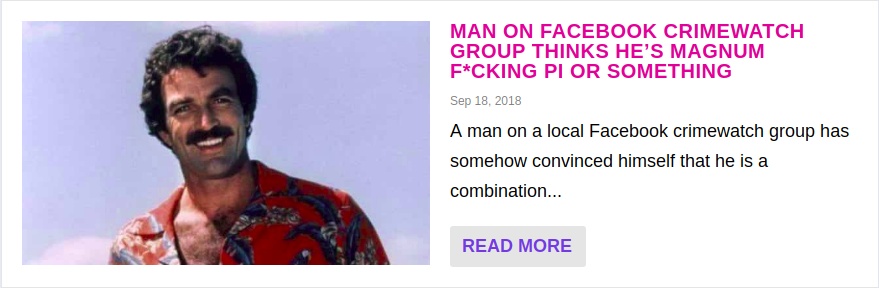 MAN ON FACEBOOK CRIMEWATCH
GROUP THINKS HE’S MAGNUM
F*CKING PI OR SOMETHING
Sep 18, 2018
A man on a local Facebook crimewatch group has
somehow convinced himself that he is a
combination...
READ MORE